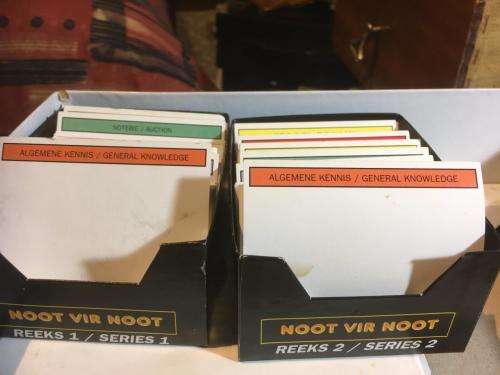 NOTEWIE / AUCTION
ALGEMENE KENNIS / GENERAL KNOWLEDGE
NOOT VIR NOOT
REEKS 1 / SERIES 1
ALGEMENE KENNIS / GENERAL KNOWLEDGE
NOOT VIR NOOT
REEKS 2 / SERIES 2